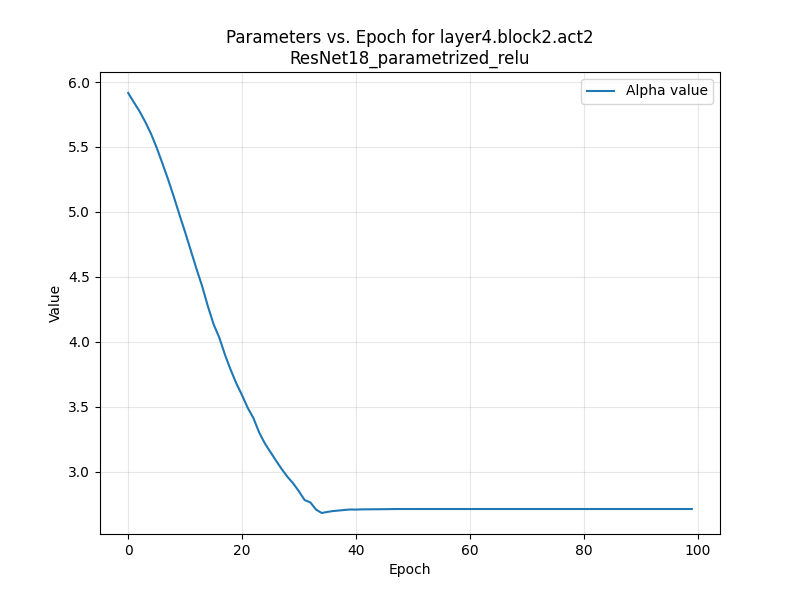 Parameters vs. Epoch for layer4.block2.act2
ResNet18_parametrized_relu
Alpha value
6.0
5.5
5.0
4.5
4.0
3.5
3.0
Value
0
20
40
60
80
100
Epoch